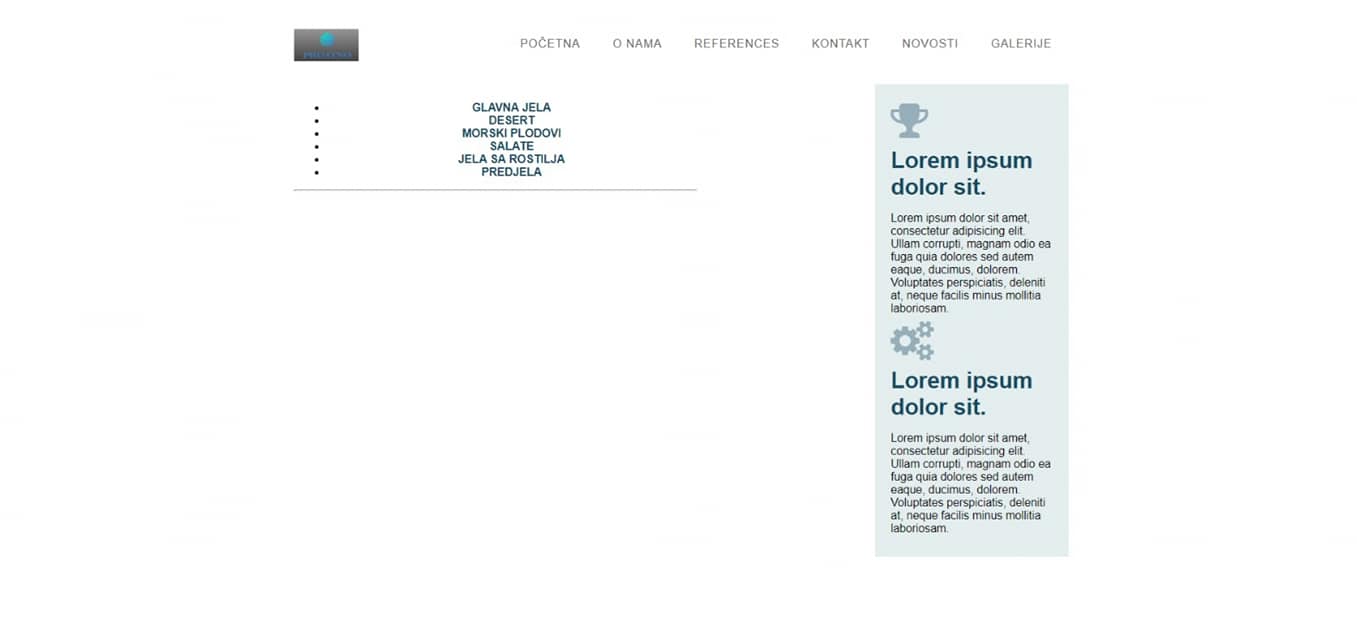 POČETNA O NAMA REFERENCES KONTAKT NOVOSTI GALERIJE
GLAVNA JELA
DESERT
MORSKI PLODOVI
SALATE
JELA SA ROSTILJA
PREDJELA
Lorem ipsum
dolor sit.
Lorem ipsum dolor sit amet,
consectetur adipisicing elit.
Ullam corrupti, magnam odio ea
fuga quia dolores sed autem
eaque, ducimus, dolorem.
Voluptates perspiciatis, deleniti
at, neque facilis minus mollitia
laboriosam.
Lorem ipsum
dolor sit.
Lorem ipsum dolor sit amet,
consectetur adipisicing elit.
Ullam corrupti, magnam odio ea
fuga quia dolores sed autem
eaque, ducimus, dolorem.
Voluptates perspiciatis, deleniti
at, neque facilis minus mollitia
laboriosam.